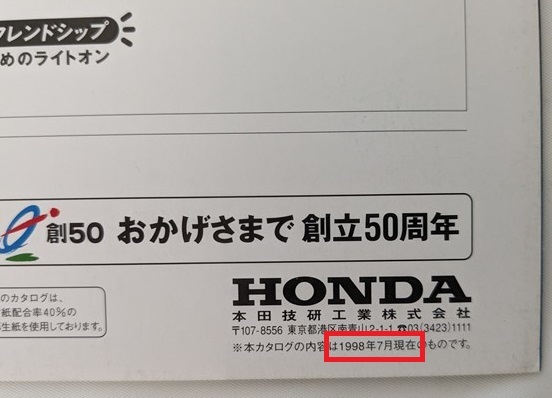 フレンドシップ
めのライトオン
創50 おかげさまで 創立50周年
のカタログは、
紙配合率40%の
生紙を使用しております。
HONDA
本田技研工業株式会社
〒107-8556 東京都港区南青山2-1-1 ☎03(3423)1111
※本カタログの内容は1998年7月現在のものです。